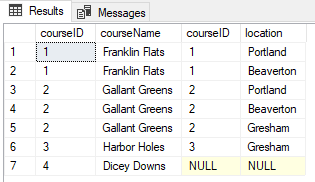 Results Messages
courseID courseName courseID location
1 1 Franklin Flats 1 Portland
2 1 Franklin Flats 1 Beaverton
3 2 Gallant Greens 2 Portland
4 2 Gallant Greens 2 Beaverton
5 2 Gallant Greens 2 Gresham
6 3 Harbor Holes 3 Gresham
7 4 Dicey Downs NULL NULL